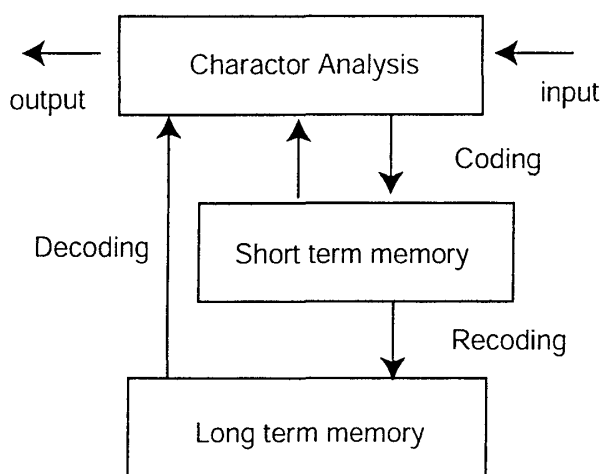 Charactor Analysis
output
input
Coding
Decoding
Short term memory
Recoding
Long term memory